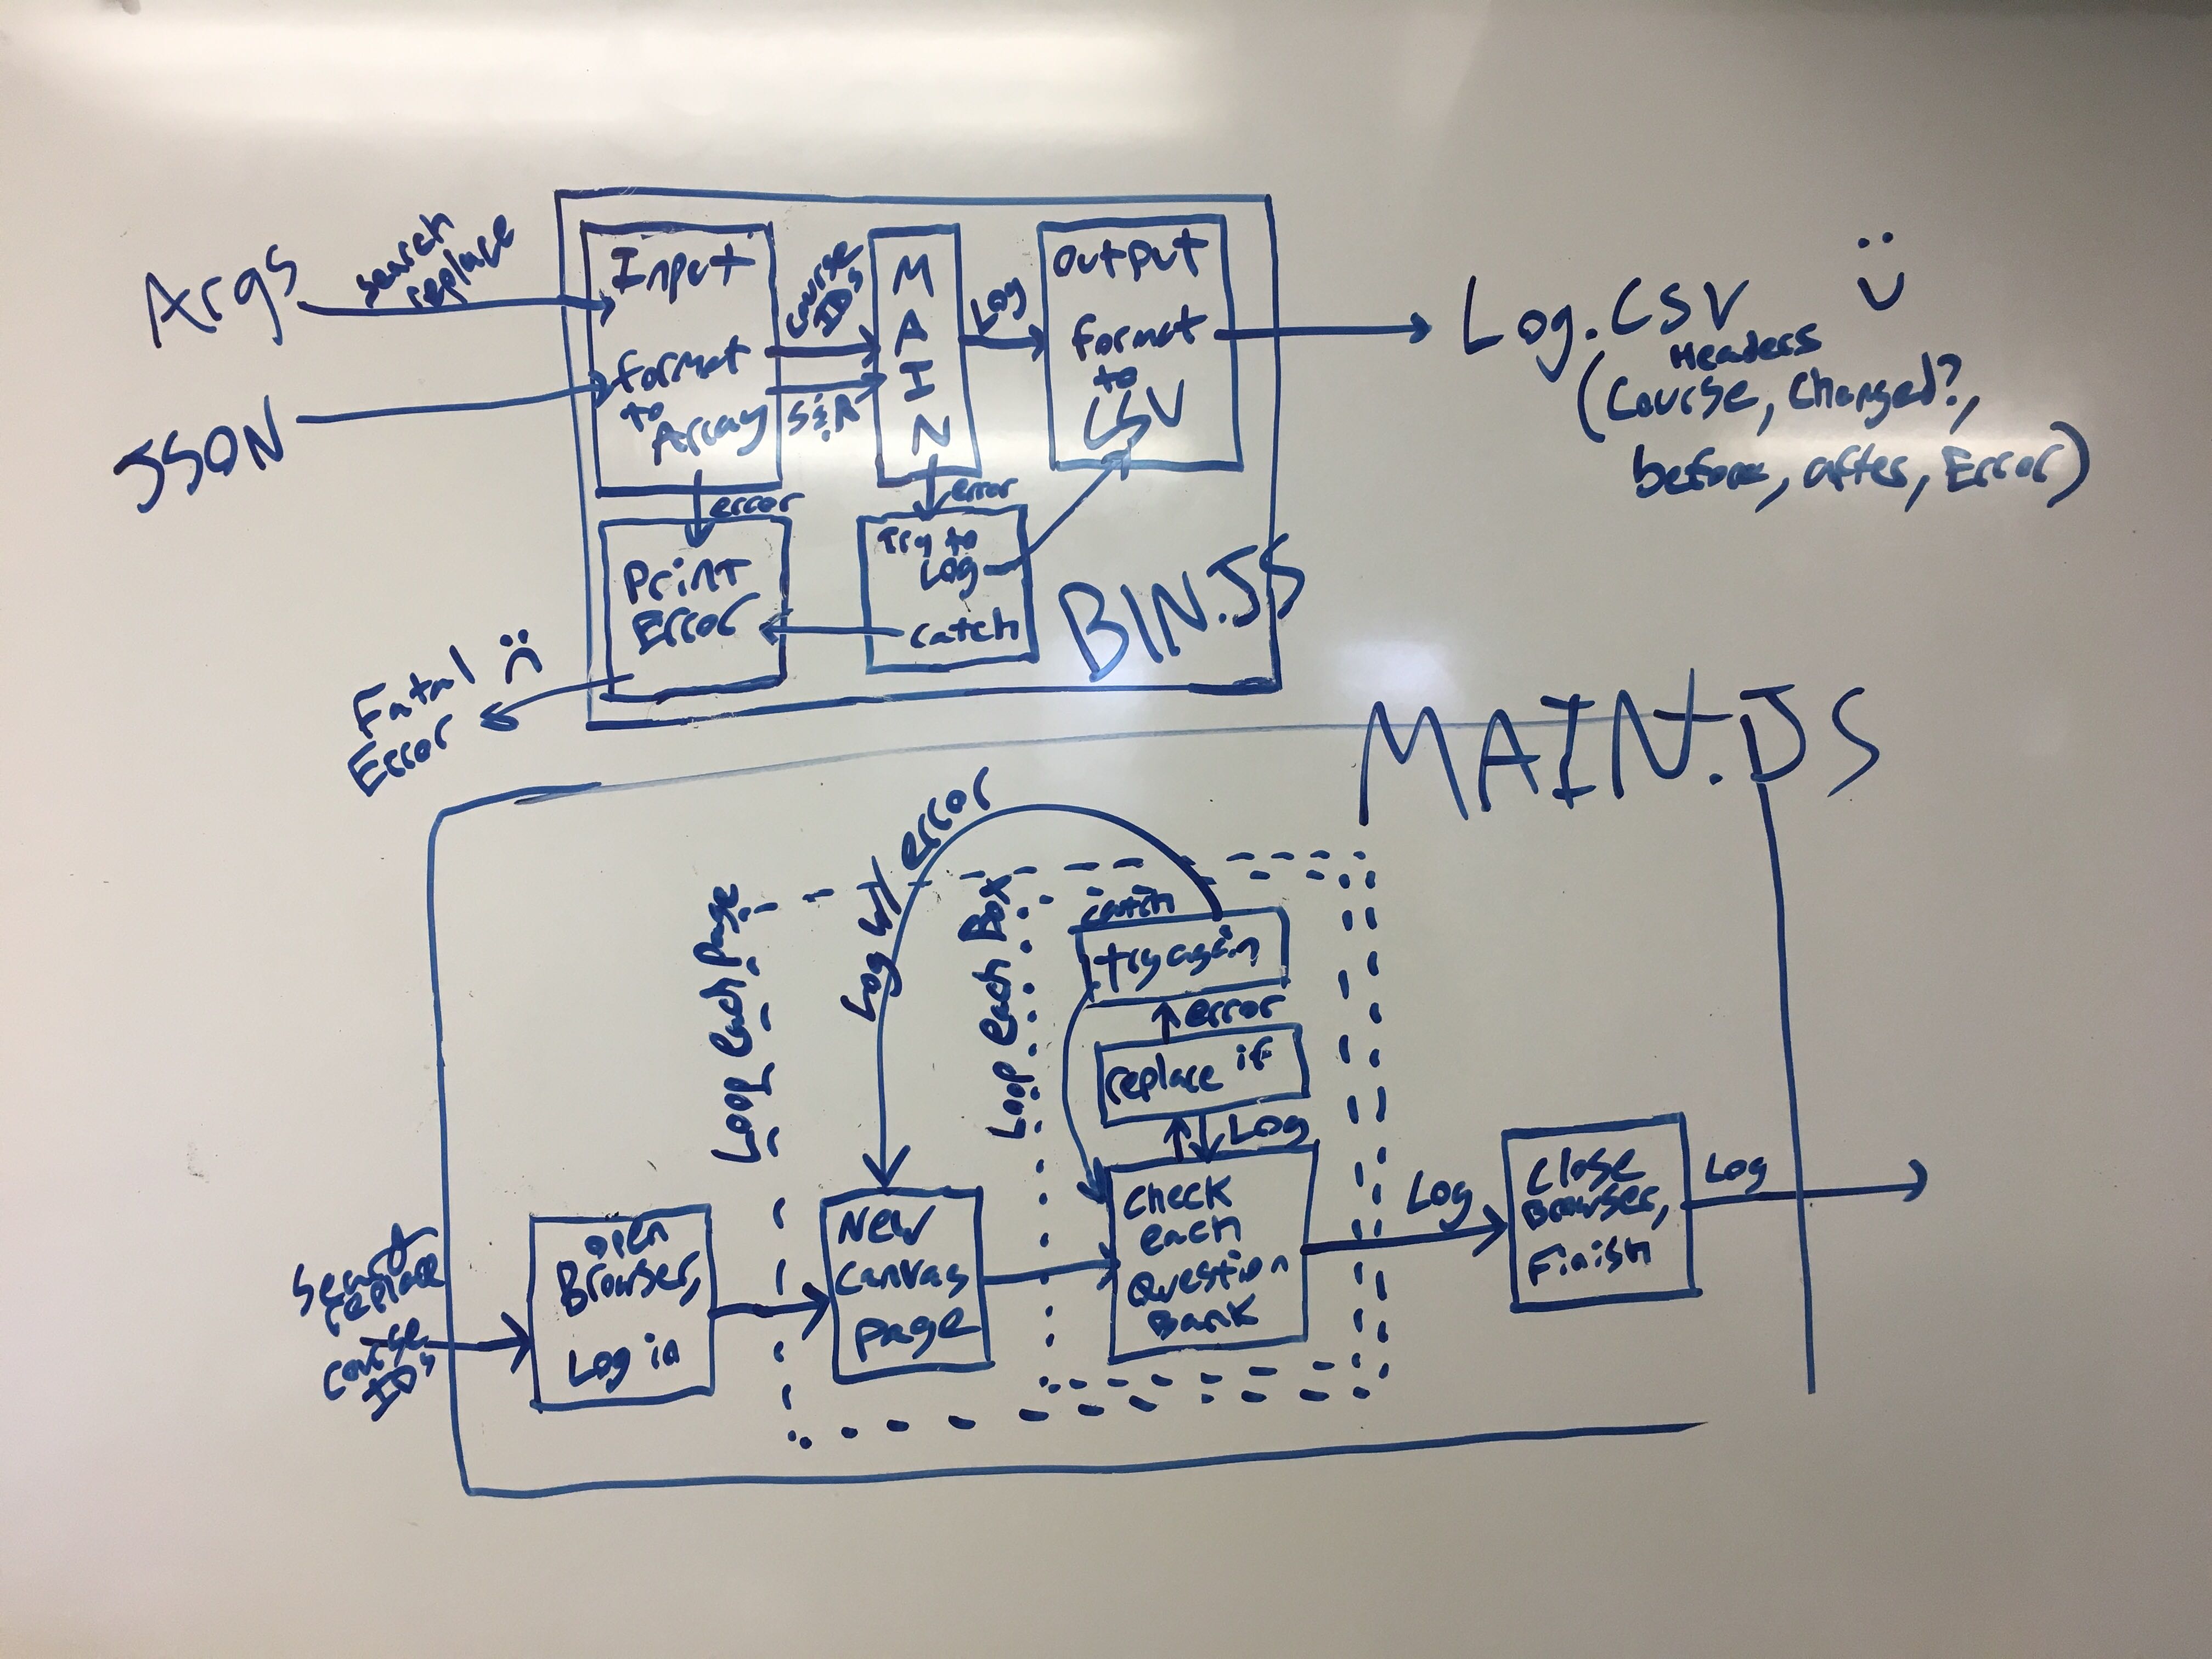 Args
search
replace
JSON
Input
format
to
Array
course
IDs
S&R
MAIN
Log
output
format
to
CSV
Log.CSV
Headers
(Course, Changed?,
before, after, Error)
error
error
Print
Error
Try to
Log
catch
BIN.JS
Fatal
Error
MAIN.JS
Log w/ error
Loop each page
Loop each Box
catch
try again
error
replace if
Log
search
replace
course
IDs
open
Browser,
Log in
New
canvas
page
check
each
Question
Bank
Log
close
Browser,
Finish
Log